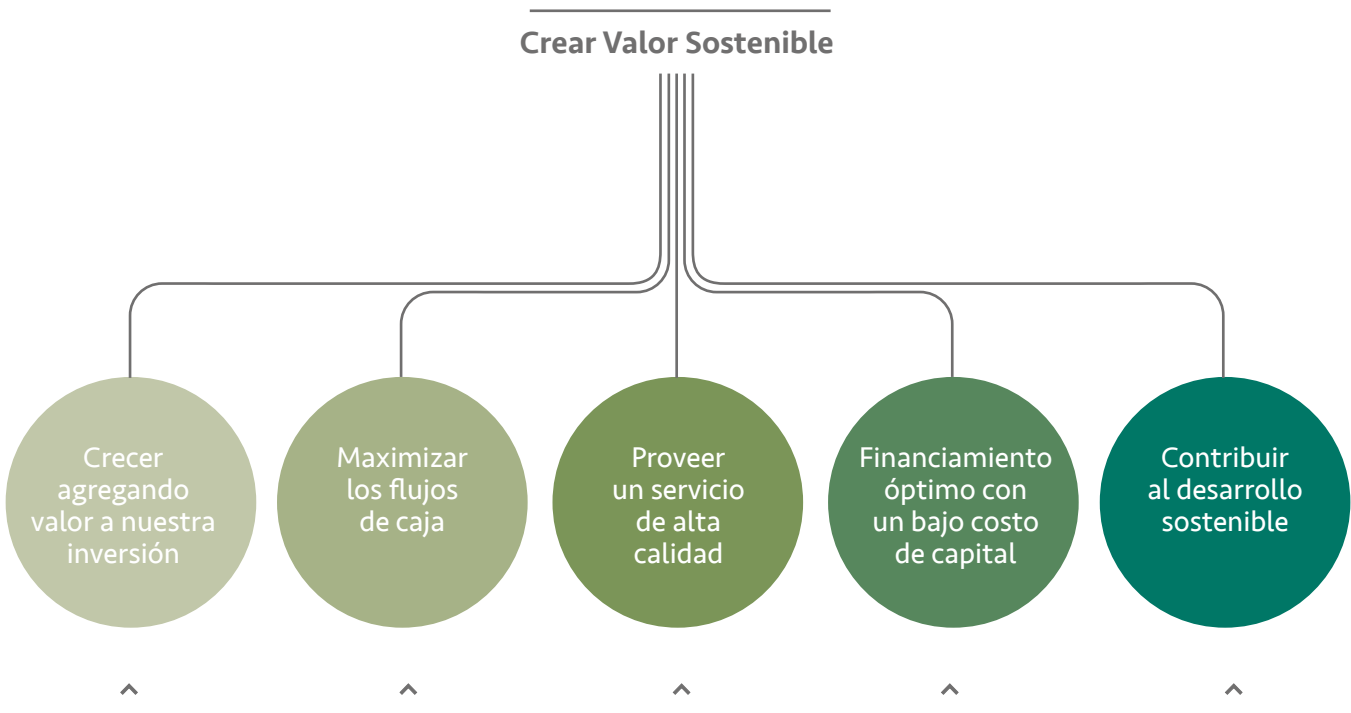 Crear Valor Sostenible
Crecer
agregando
valor a nuestra
inversión
Maximizar
los flujos
de caja
Proveer
un servicio
de alta
calidad
Financiamiento
óptimo con
un bajo costo
de capital
Contribuir
al desarrollo
sostenible